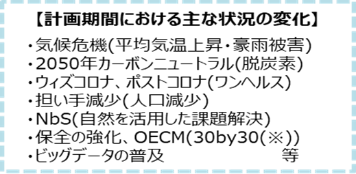 【計画期間における主な状況の変化】
・気候危機(平均気温上昇・豪雨被害)
・2050年カーボンニュートラル(脱炭素)
・ウィズコロナ、ポストコロナ(ワンヘルス)
・担い手減少(人口減少)
・NbS(自然を活用した課題解決)
・保全の強化、OECM(30by30(※))
・ビッグデータの普及　　　　　　等